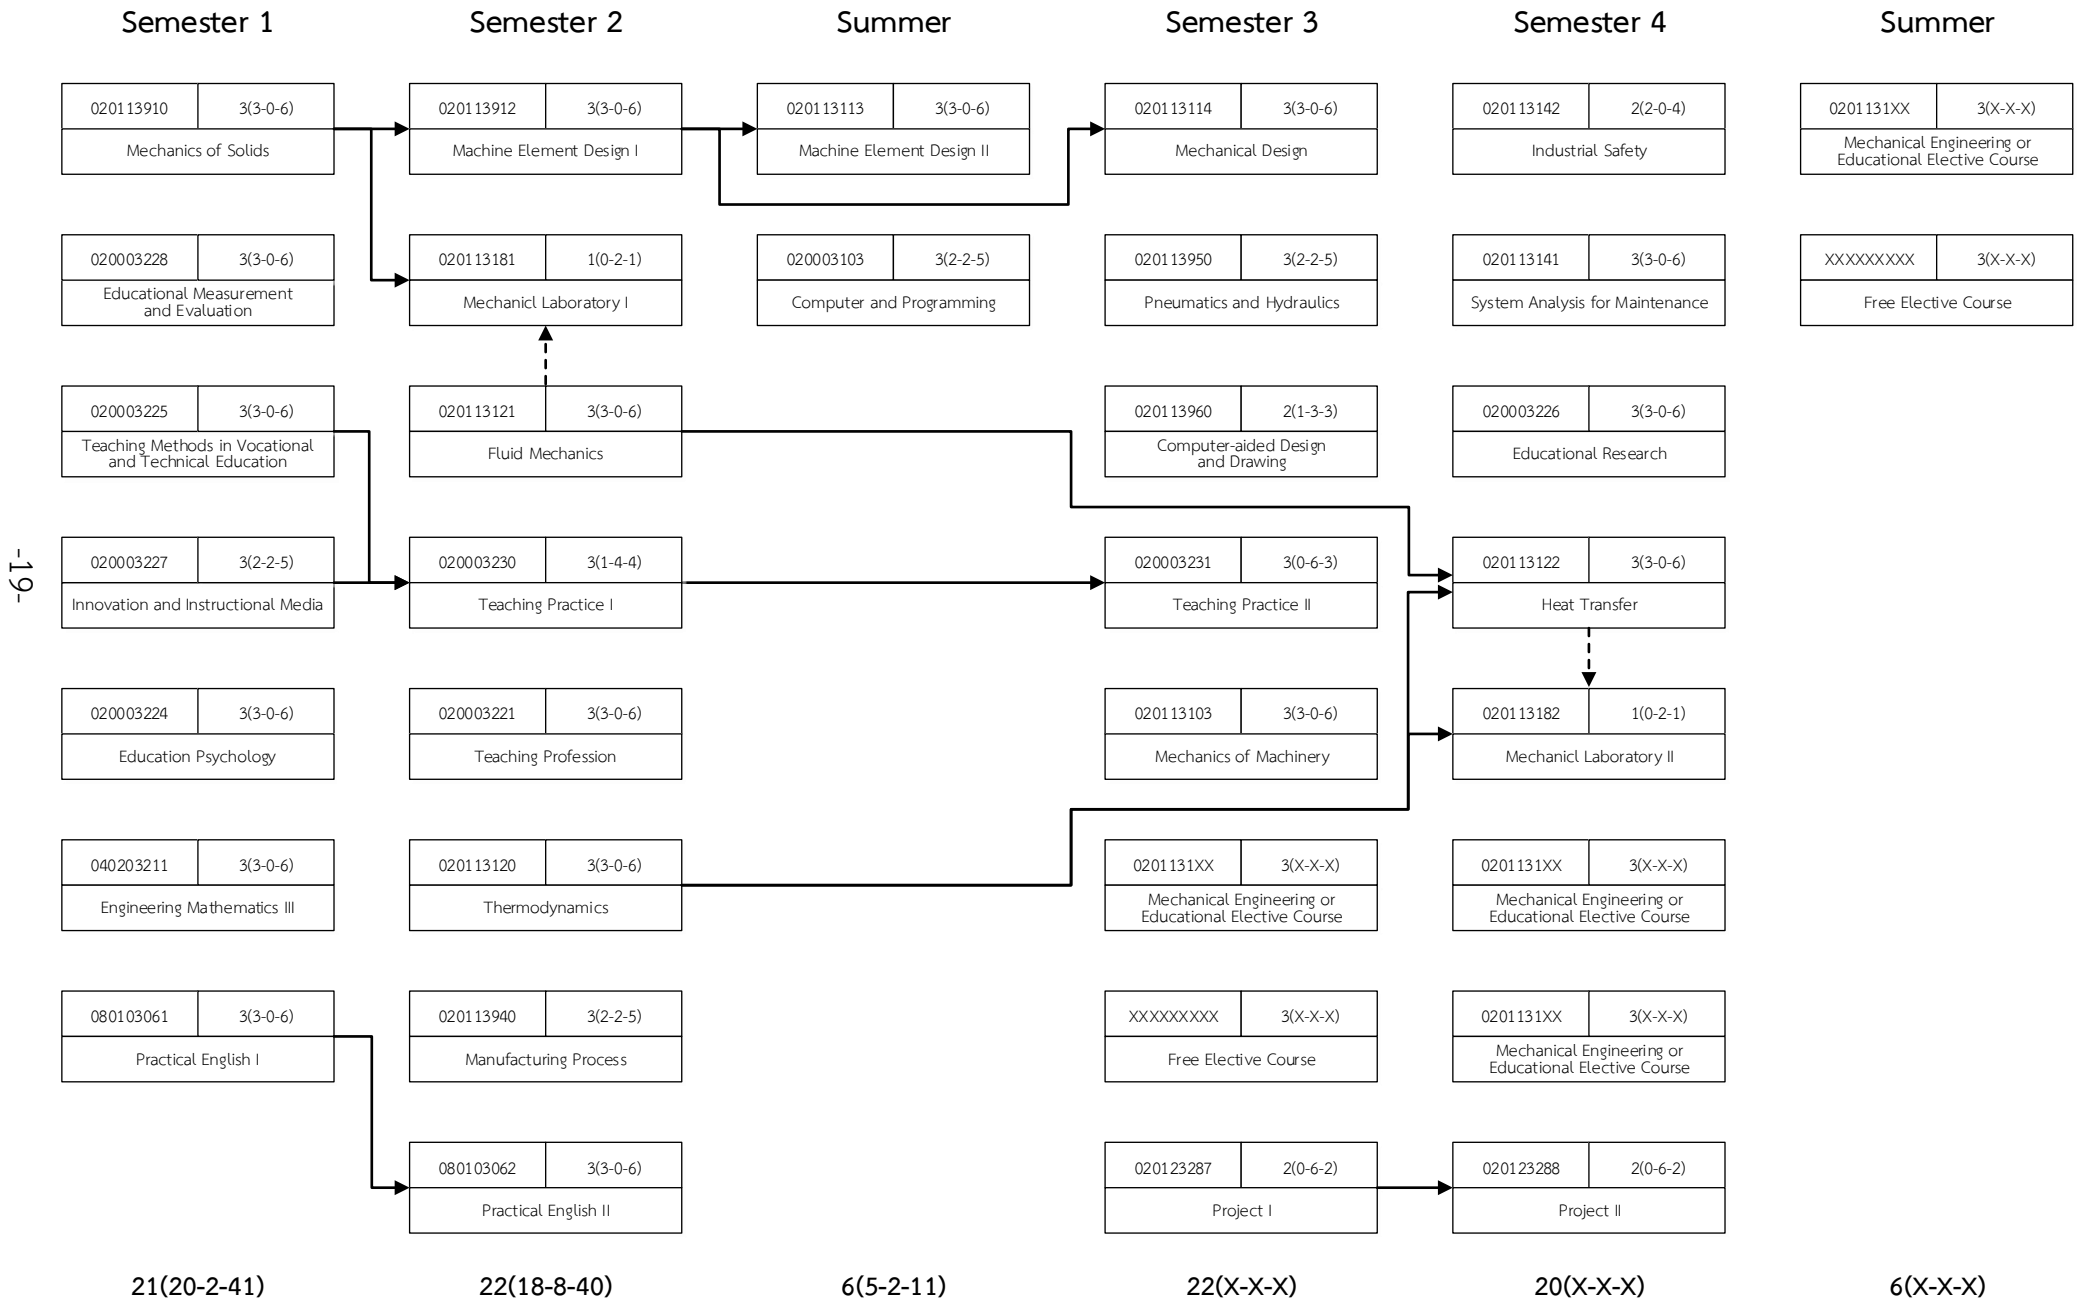 Semester 1 Semester 2 Summer Semester 3 Semester 4 Summer
020113910 3(3-0-6) 020113912 3(3-0-6) 020113113 3(3-0-6) 020113114 3(3-0-6) 020113142 2(2-0-4) 0201131XX 3(X-X-X)
Mechanics of Solids Machine Element Design I Machine Element Design II Mechanical Design Industrial Safety Mechanical Engineering or
Educational Elective Course
020003228 3(3-0-6) 020113181 1(0-2-1) 020003103 3(2-2-5) 020113950 3(2-2-5) 020113141 3(3-0-6) XXXXXXXXX 3(X-X-X)
Educational Measurement
and Evaluation
Mechanicl Laboratory I Computer and Programming Pneumatics and Hydraulics System Analysis for Maintenance Free Elective Course
020003225 3(3-0-6) 020113121 3(3-0-6) 020113960 2(1-3-3) 020003226 3(3-0-6)
Teaching Methods in Vocational
and Technical Education
Fluid Mechanics
Computer-aided Design
and Drawing
Educational Research
-19-
020003227 3(2-2-5) 020003230 3(1-4-4) 020003231 3(0-6-3) 020113122 3(3-0-6)
Innovation and Instructional Media Teaching Practice I Teaching Practice II Heat Transfer
020003224 3(3-0-6) 020003221 3(3-0-6) 020113103 3(3-0-6) 020113182 1(0-2-1)
Education Psychology Teaching Profession Mechanics of Machinery Mechanicl Laboratory II
040203211 3(3-0-6) 020113120 3(3-0-6) 0201131XX 3(X-X-X) 0201131XX 3(X-X-X)
Engineering Mathematics III Thermodynamics
Mechanical Engineering or
Educational Elective Course
Mechanical Engineering or
Educational Elective Course
080103061 3(3-0-6) 020113940 3(2-2-5) XXXXXXXXX 3(X-X-X) 0201131XX 3(X-X-X)
Practical English I Manufacturing Process Free Elective Course
Mechanical Engineering or
Educational Elective Course
080103062 3(3-0-6) 020123287 2(0-6-2) 020123288 2(0-6-2)
Practical English II Project I Project II
21(20-2-41) 22(18-8-40) 6(5-2-11) 22(X-X-X) 20(X-X-X) 6(X-X-X)